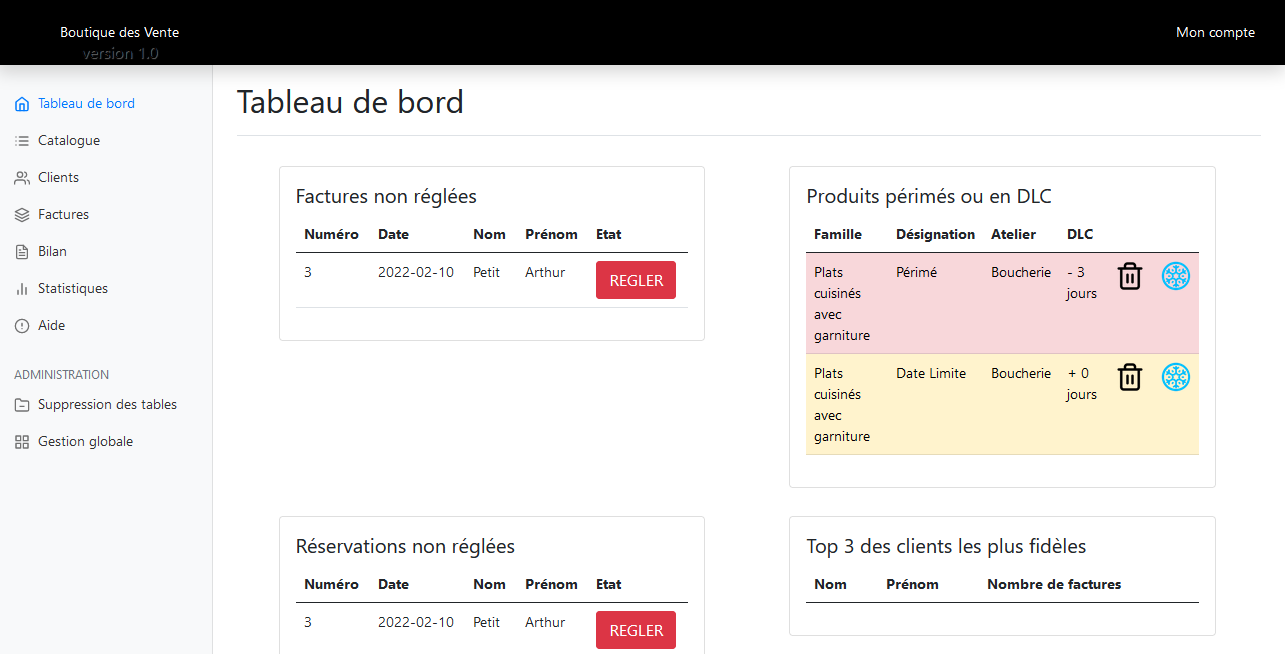 Boutique des Vente
version 1.0
Mon compte
Tableau de bord
Catalogue
Clients
Factures
Bilan
Statistiques
Aide
ADMINISTRATION
Suppression des tables
Gestion globale
Tableau de bord
Factures non réglées
Numéro Date Nom Prénom Etat
3 2022-02-10 Petit Arthur REGLER
Produits périmés ou en DLC
Famille Désignation Atelier DLC
Plats Périmé Boucherie - 3
cuisinés jours
avec
garniture
Plats Date Limite Boucherie + 0
cuisinés jours
avec
garniture
Réservations non réglées
Numéro Date Nom Prénom Etat
3 2022-02-10 Petit Arthur REGLER
Top 3 des clients les plus fidèles
Nom Prénom Nombre de factures